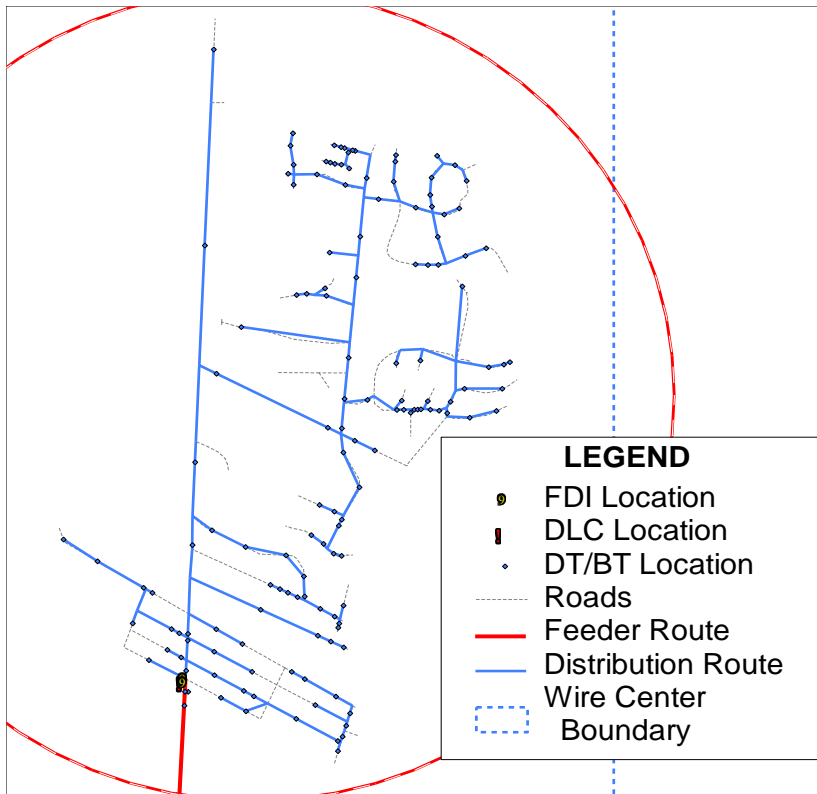 LEGEND
FDI Location
DLC Location
DT/BT Location
Roads
Feeder Route
Distribution Route
Wire Center
Boundary